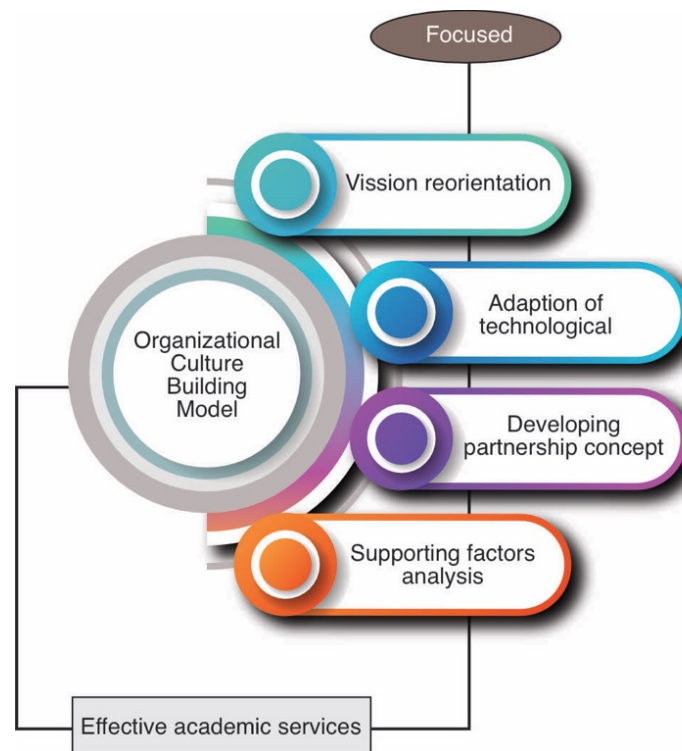 Focused
Vission reorientation
Adaption of
technological
Organizational
Culture
Building
Model
Developing
partnership concept
Supporting factors
analysis
Effective academic services